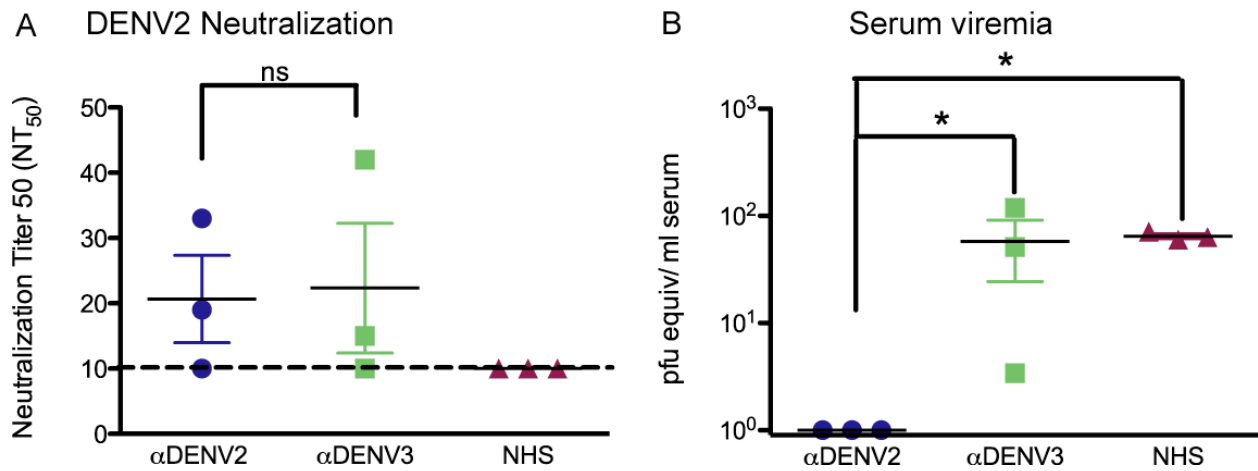 A DENV2 Neutralization
ns
Neutralization Titer 50 (NT50)
50
40
30
20
10
0
αDENV2 αDENV3 NHS
B Serum viremia
*
*
pfu equiv/ ml serum
10³
10²
10¹
10⁰
αDENV2 αDENV3 NHS